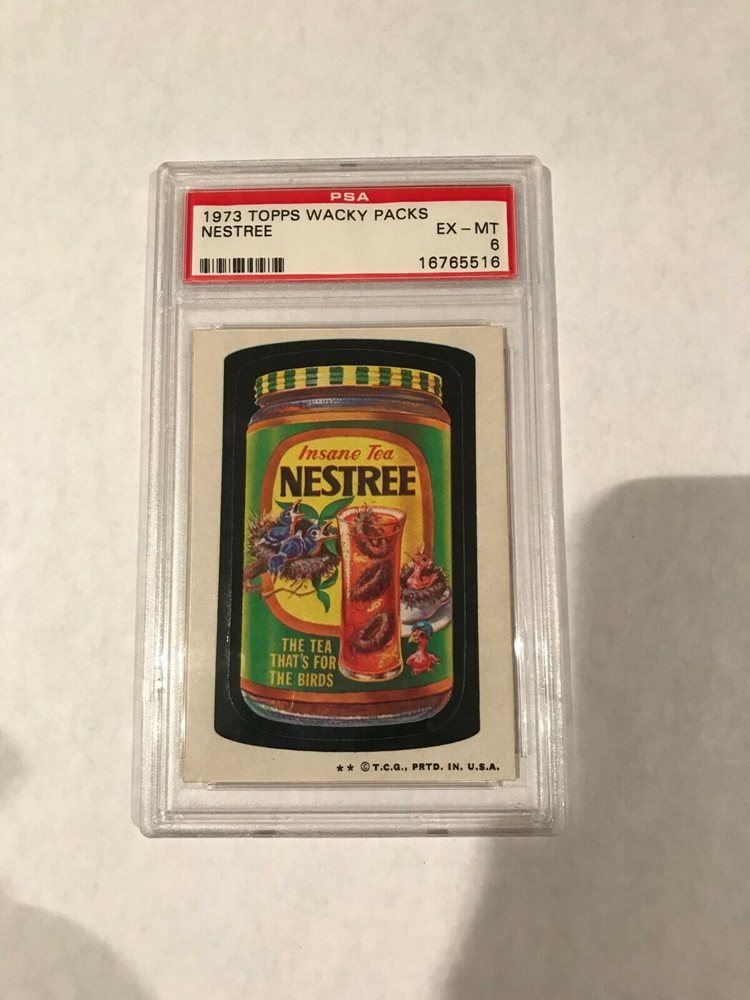 PSA
1973 TOPPS WACKY PACKS
NESTREE EX - MT
6
16765516
Insane Tea
NESTREE
THE TEA
THAT'S FOR
THE BIRDS
** © T.C.G., PRTD. IN. U.S.A.